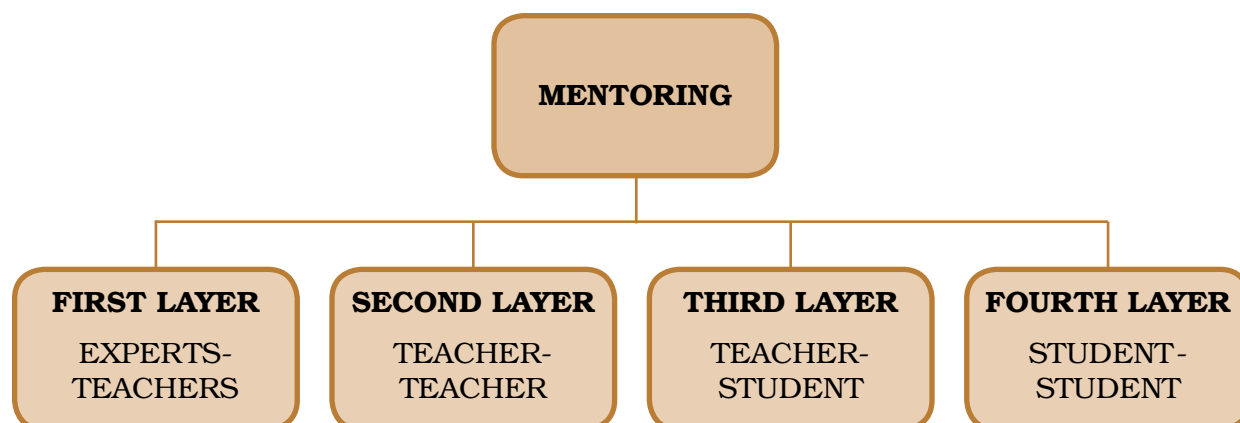 MENTORING
FIRST LAYER
EXPERTS-
TEACHERS
SECOND LAYER
TEACHER-
TEACHER
THIRD LAYER
TEACHER-
STUDENT
FOURTH LAYER
STUDENT-
STUDENT